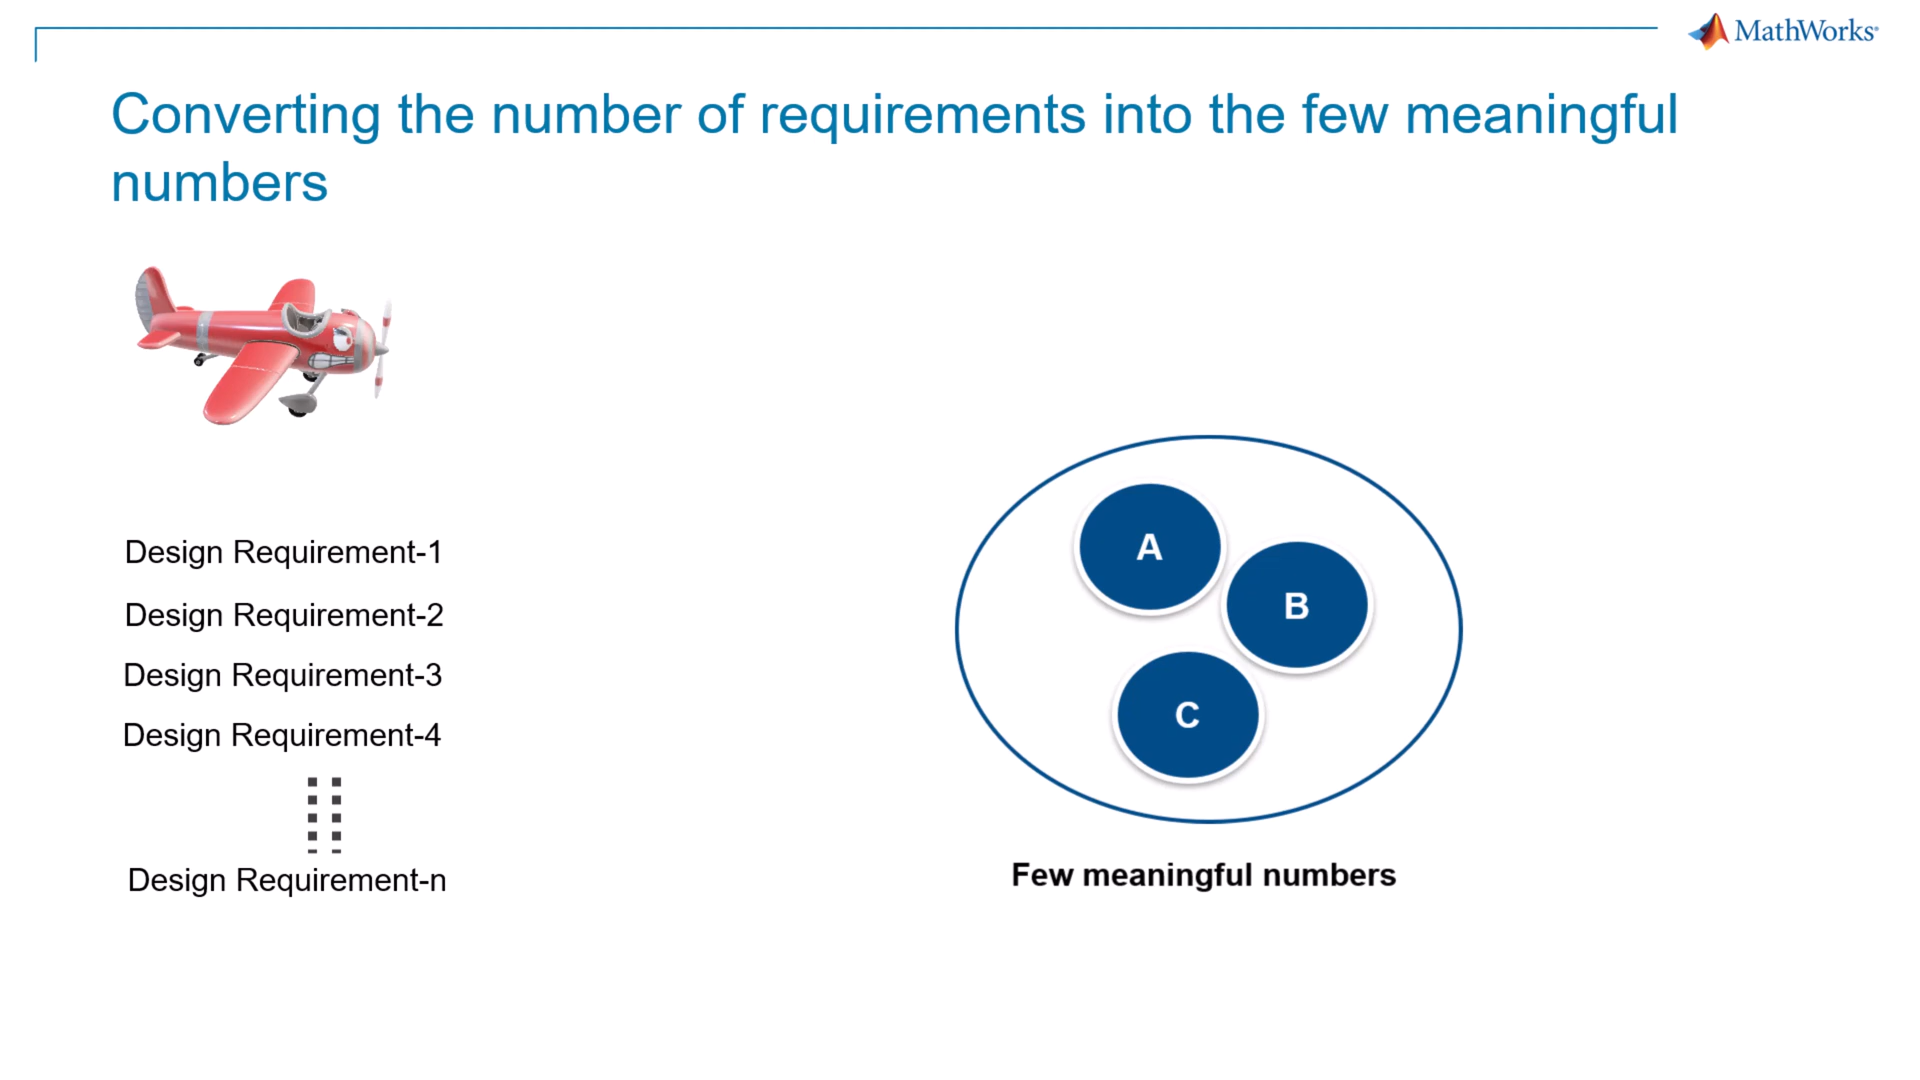 MathWorks
Converting the number of requirements into the few meaningful
numbers
Design Requirement-1
Design Requirement-2
Design Requirement-3
Design Requirement-4
Design Requirement-n
A
B
C
Few meaningful numbers